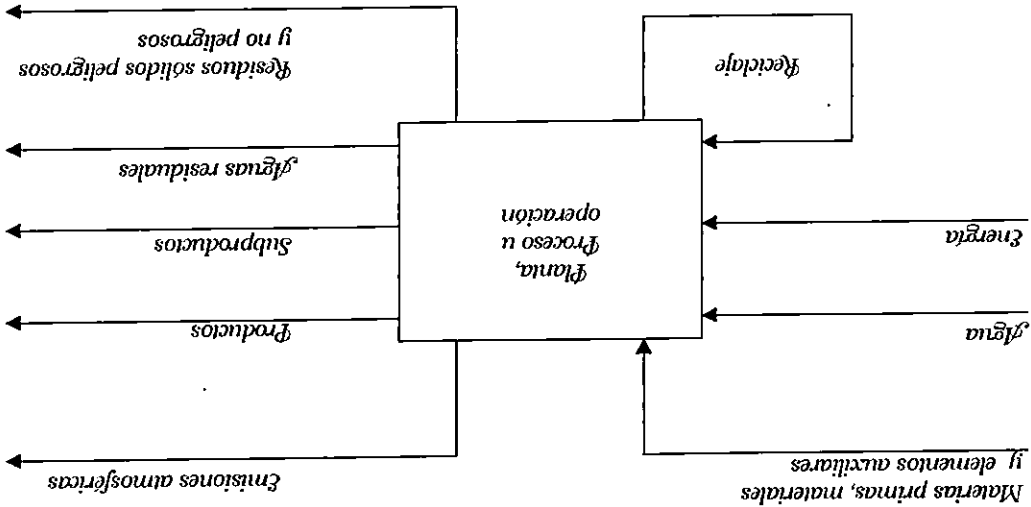 Materias primas, materiales
y elementos auxiliares
Agua
Energía
Reciclaje
Planta,
Proceso u
operación
Emisiones atmosféricas
Productos
Subproductos
Aguas residuales
Residuos sólidos peligrosos
y no peligrosos